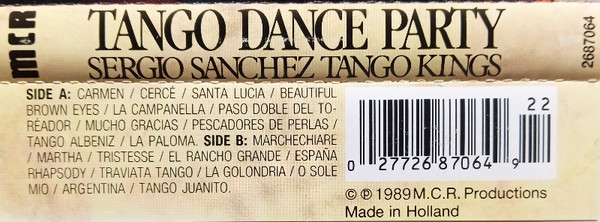 MCR
TANGO DANCE PARTY
SERGIO SANCHEZ TANGO KINGS
2687064
SIDE A: CARMEN / CERCÉ / SANTA LUCIA / BEAUTIFUL
BROWN EYES / LA CAMPANELLA / PASO DOBLE DEL TO-
RÉADOR / MUCHO GRACIAS / PESCADORES DE PERLAS /
TANGO ALBENIZ / LA PALOMA. SIDE B: MARCHECHIARE
/ MARTHA / TRISTESSE / EL RANCHO GRANDE / ESPAÑA
RHAPSODY / TRAVIATA TANGO / LA GOLONDRIA / O SOLE
MIO / ARGENTINA / TANGO JUANITO.
22
0 27726 87064 9
© ℗ 1989 M.C.R. Productions
Made in Holland